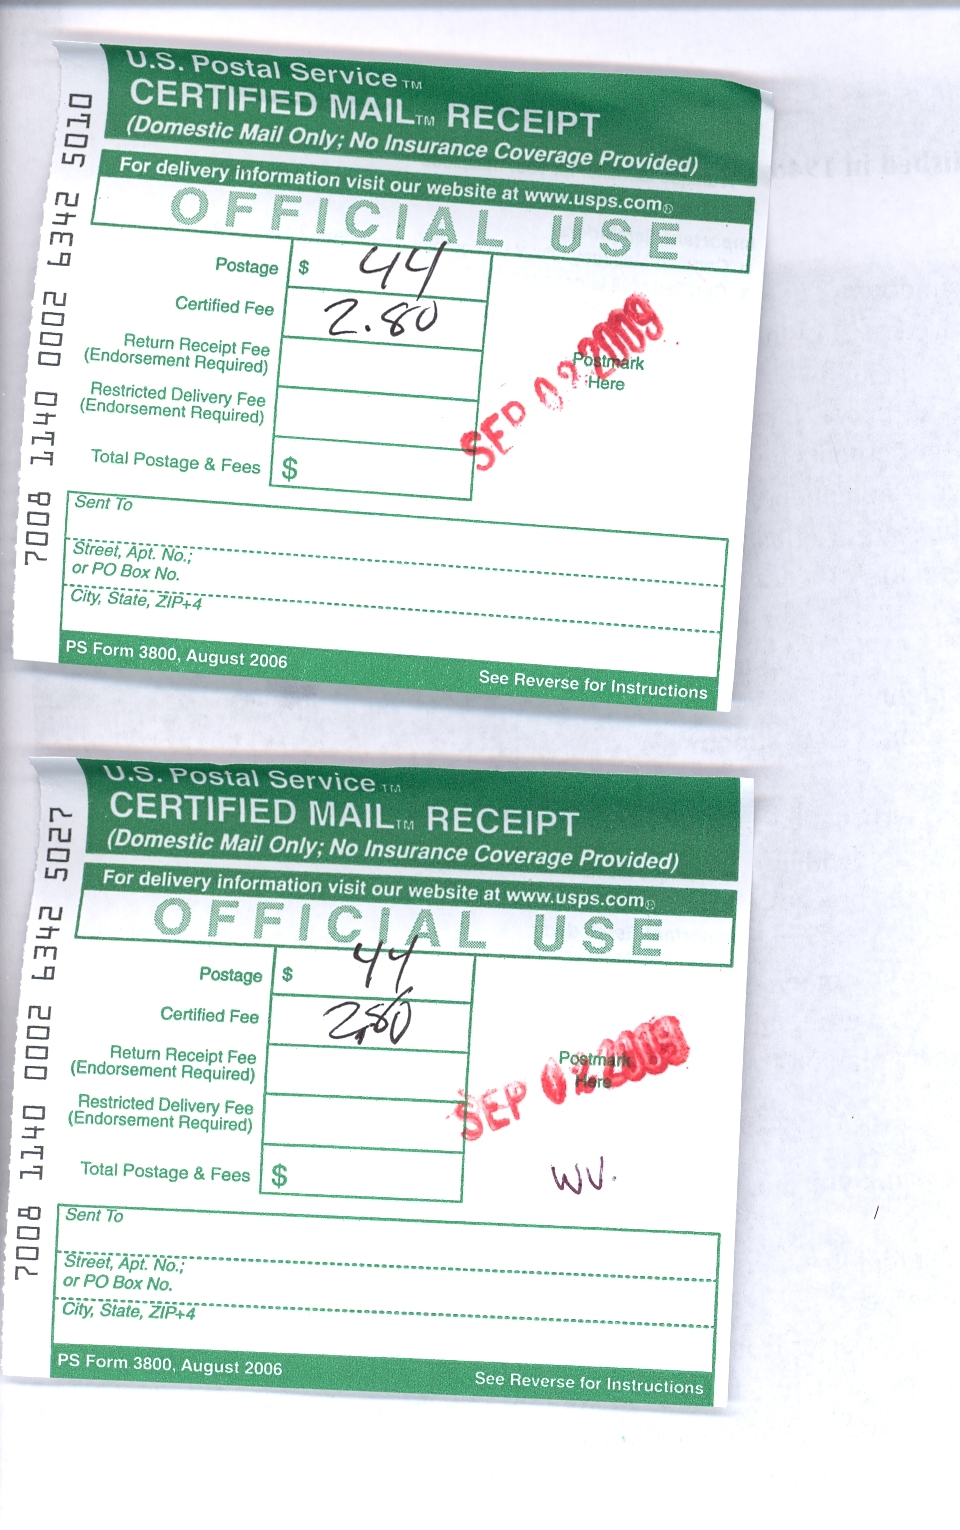 U.S. Postal Service™
CERTIFIED MAIL™ RECEIPT
(Domestic Mail Only; No Insurance Coverage Provided)
For delivery information visit our website at www.usps.com®
OFFICIAL USE
Postage $ 44
Certified Fee 2.80
Return Receipt Fee
(Endorsement Required)
Restricted Delivery Fee
(Endorsement Required)
Total Postage & Fees $
Postmark
Here
SEP 02 2009
Sent To
Street, Apt. No.;
or PO Box No.
City, State, ZIP+4
PS Form 3800, August 2006 See Reverse for Instructions
7008 1140 0002 6342 5010
U.S. Postal Service™
CERTIFIED MAIL™ RECEIPT
(Domestic Mail Only; No Insurance Coverage Provided)
For delivery information visit our website at www.usps.com®
OFFICIAL USE
Postage $ 44
Certified Fee 2.80
Return Receipt Fee
(Endorsement Required)
Restricted Delivery Fee
(Endorsement Required)
Total Postage & Fees $
Postmark
Here
SEP 02 2009
WV.
Sent To
Street, Apt. No.;
or PO Box No.
City, State, ZIP+4
PS Form 3800, August 2006 See Reverse for Instructions
7008 1140 0002 6342 5027